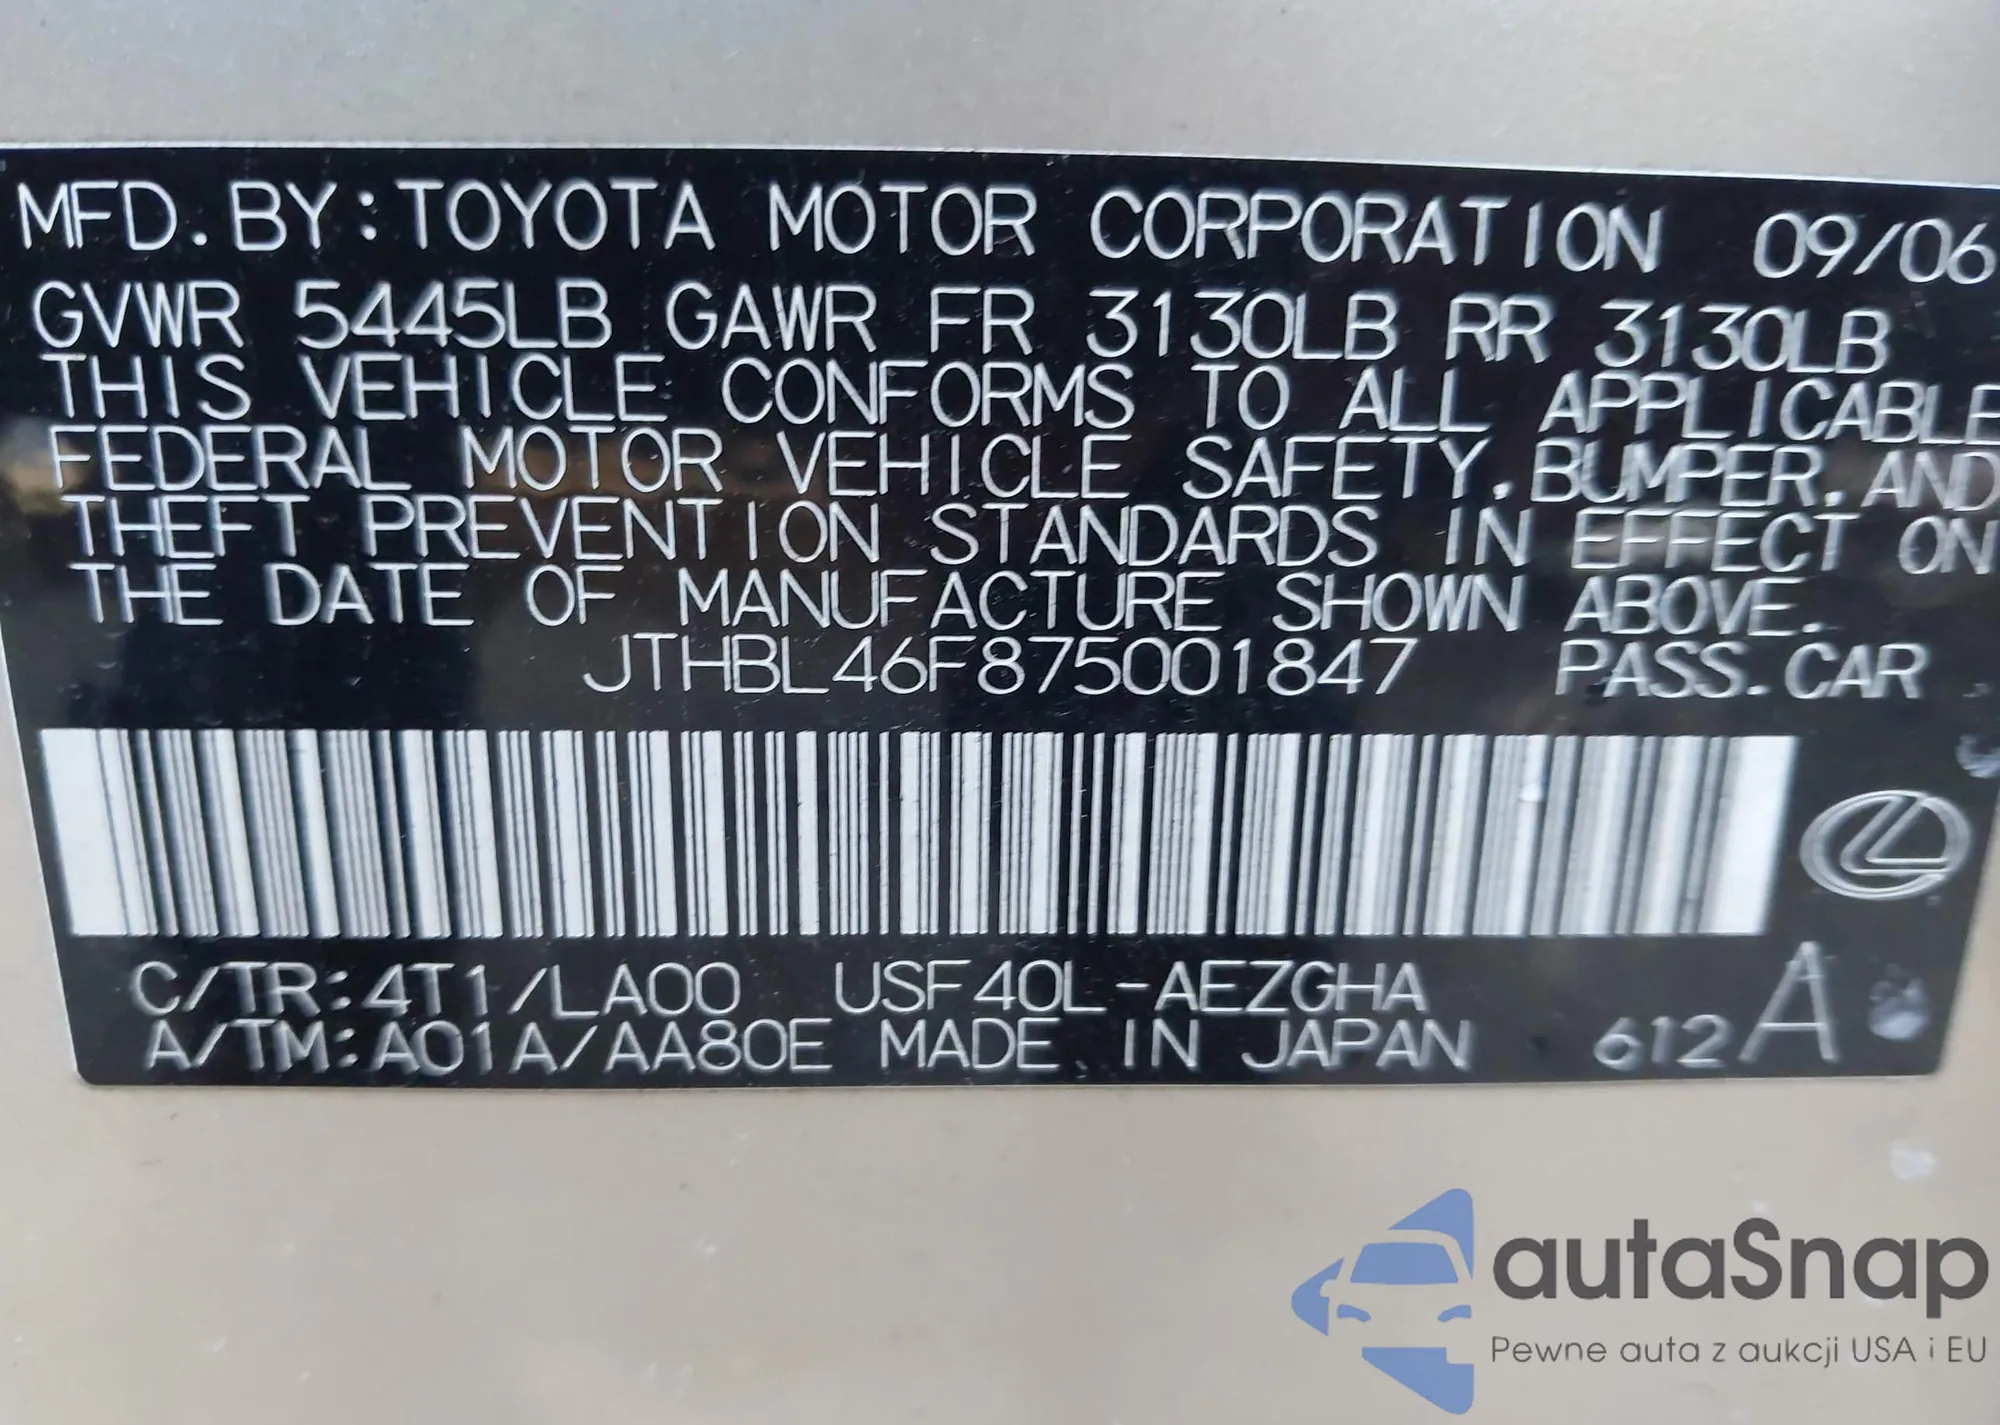 MFD. BY: TOYOTA MOTOR CORPORATION 09/06
GVWR 5445LB GAWR FR 3130LB RR 3130LB
THIS VEHICLE CONFORMS TO ALL APPLICABLE
FEDERAL MOTOR VEHICLE SAFETY, BUMPER, AND
THEFT PREVENTION STANDARDS IN EFFECT ON
THE DATE OF MANUFACTURE SHOWN ABOVE.
JTHBL46F875001847 PASS. CAR
C/TR: 4T1/LA00 USF40L-AEZGHA
A/TM: A01A/AA80E MADE IN JAPAN 612 A
autaSnap
Pewne auta z aukcji USA i EU